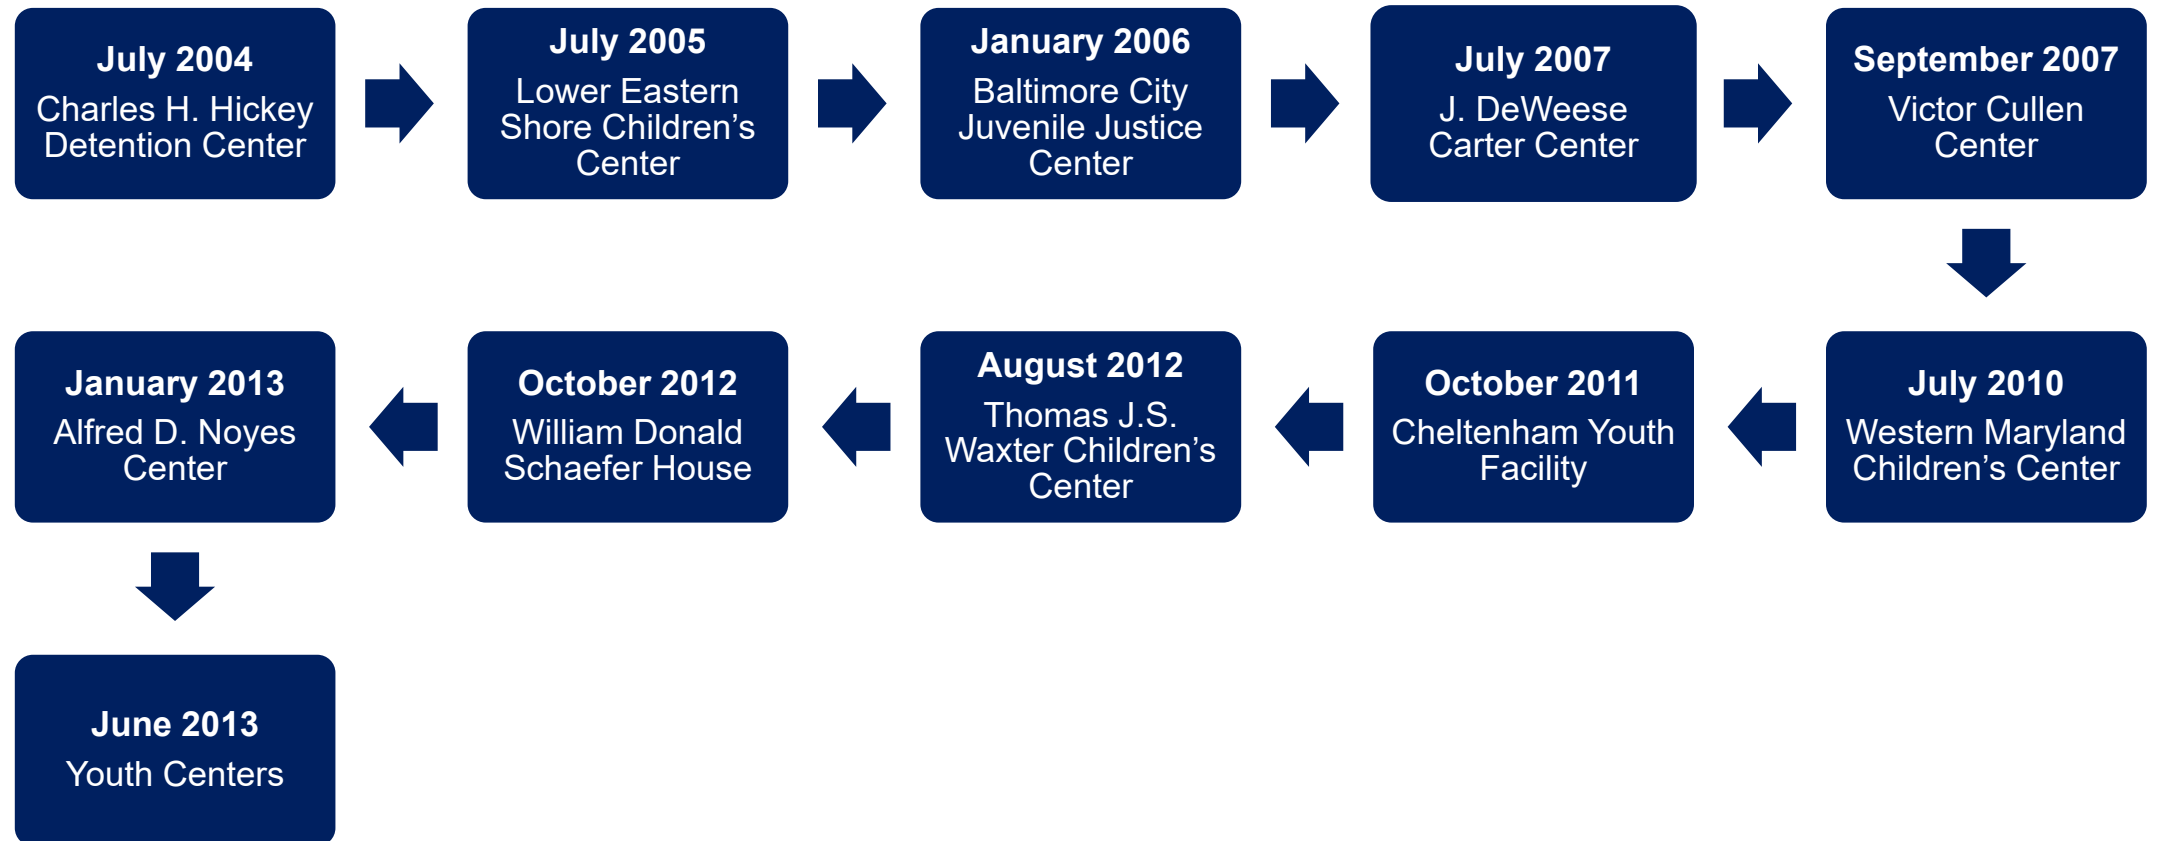 July 2004
Charles H. Hickey
Detention Center
July 2005
Lower Eastern
Shore Children’s
Center
January 2006
Baltimore City
Juvenile Justice
Center
July 2007
J. DeWeese
Carter Center
September 2007
Victor Cullen
Center
July 2010
Western Maryland
Children’s Center
October 2011
Cheltenham Youth
Facility
August 2012
Thomas J.S.
Waxter Children’s
Center
October 2012
William Donald
Schaefer House
January 2013
Alfred D. Noyes
Center
June 2013
Youth Centers